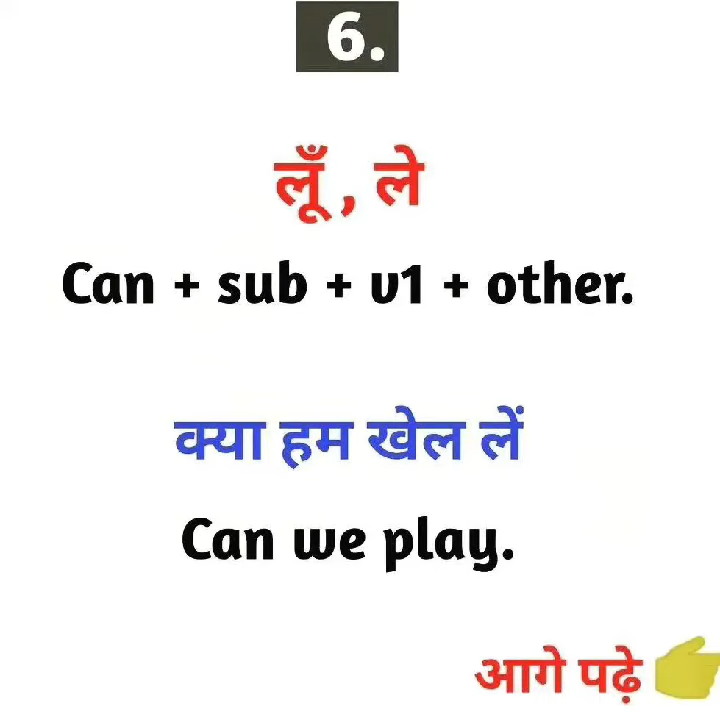 6.
लूँ, ले
Can + sub + v1 + other.
क्या हम खेल लें
Can we play.
आगे पढ़े